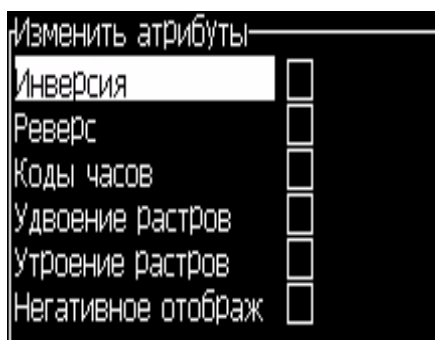 Изменить атрибуты
Инверсия
Реверс
Коды часов
Удвоение растров
Утроение растров
Негативное отображ